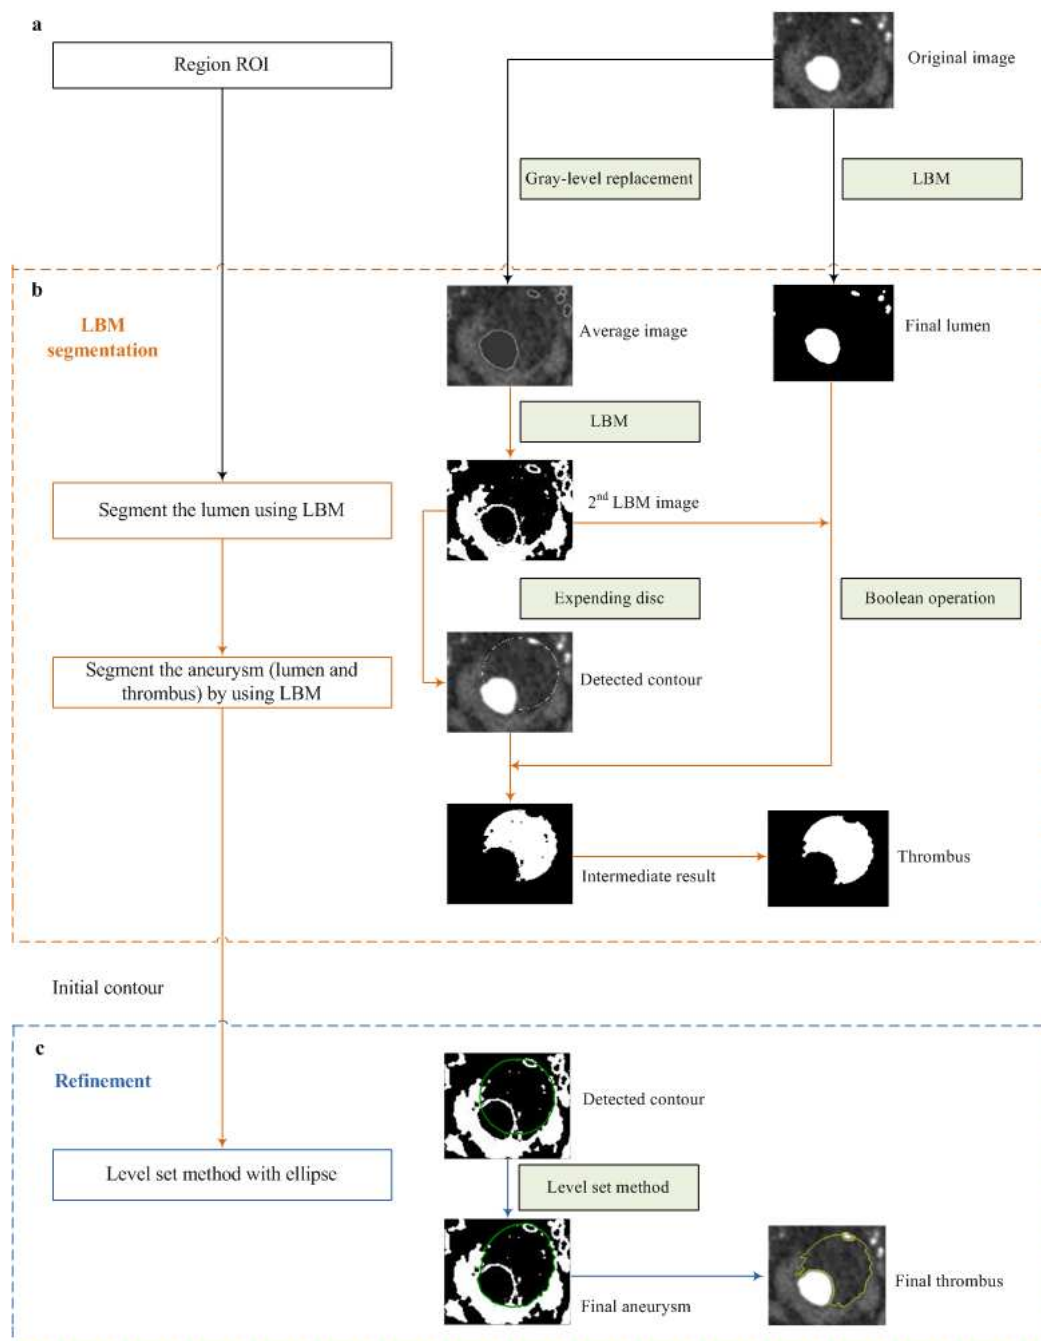 a
Region ROI
Original image
Gray-level replacement
LBM
b
LBM
segmentation
Average image
Final lumen
LBM
Segment the lumen using LBM
2nd LBM image
Expending disc
Boolean operation
Segment the aneurysm (lumen and
thrombus) by using LBM
Detected contour
Intermediate result
Thrombus
Initial contour
c
Refinement
Detected contour
Level set method with ellipse
Level set method
Final aneurysm
Final thrombus